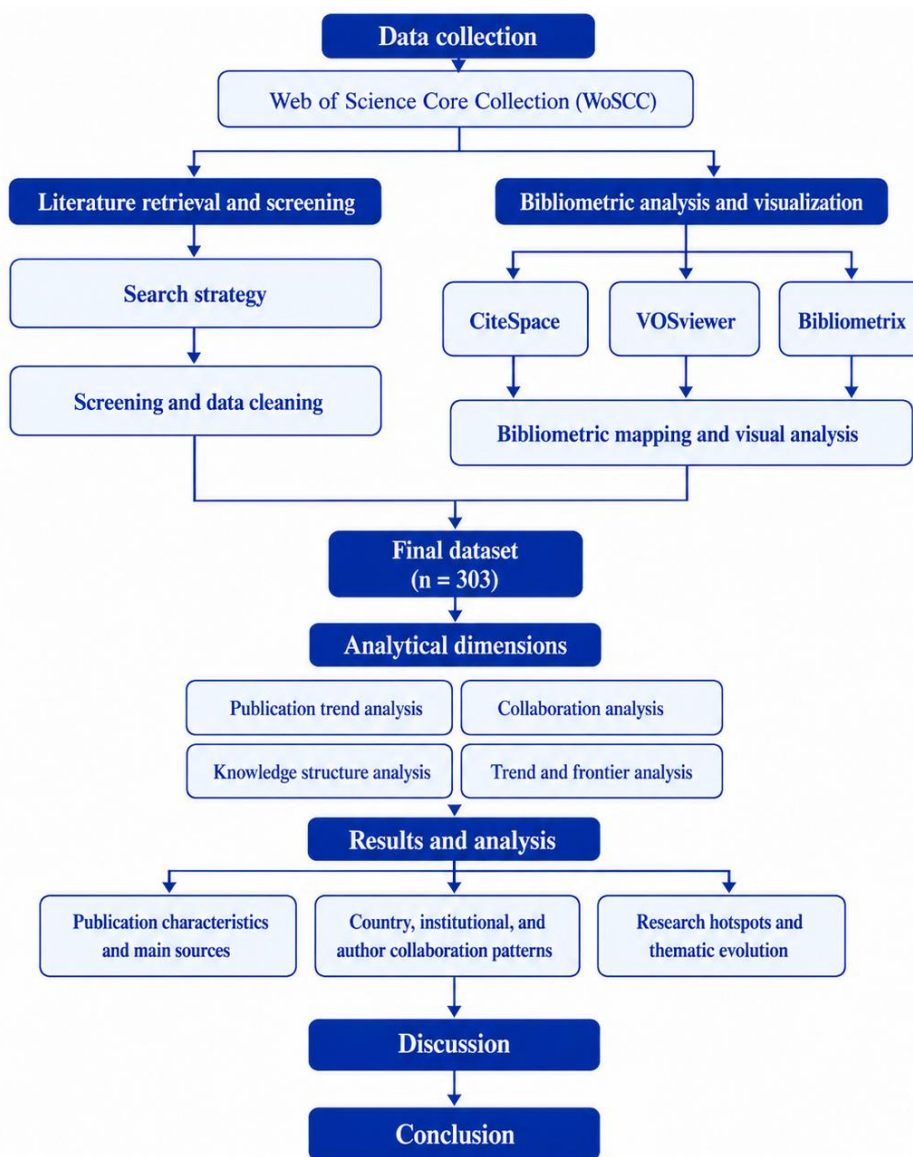 Data collection
Web of Science Core Collection (WoSCC)
Literature retrieval and screening
Search strategy
Screening and data cleaning
Bibliometric analysis and visualization
CiteSpace
VOSviewer
Bibliometrix
Bibliometric mapping and visual analysis
Final dataset
(n = 303)
Analytical dimensions
Publication trend analysis
Collaboration analysis
Knowledge structure analysis
Trend and frontier analysis
Results and analysis
Publication characteristics
and main sources
Country, institutional, and
author collaboration patterns
Research hotspots and
thematic evolution
Discussion
Conclusion